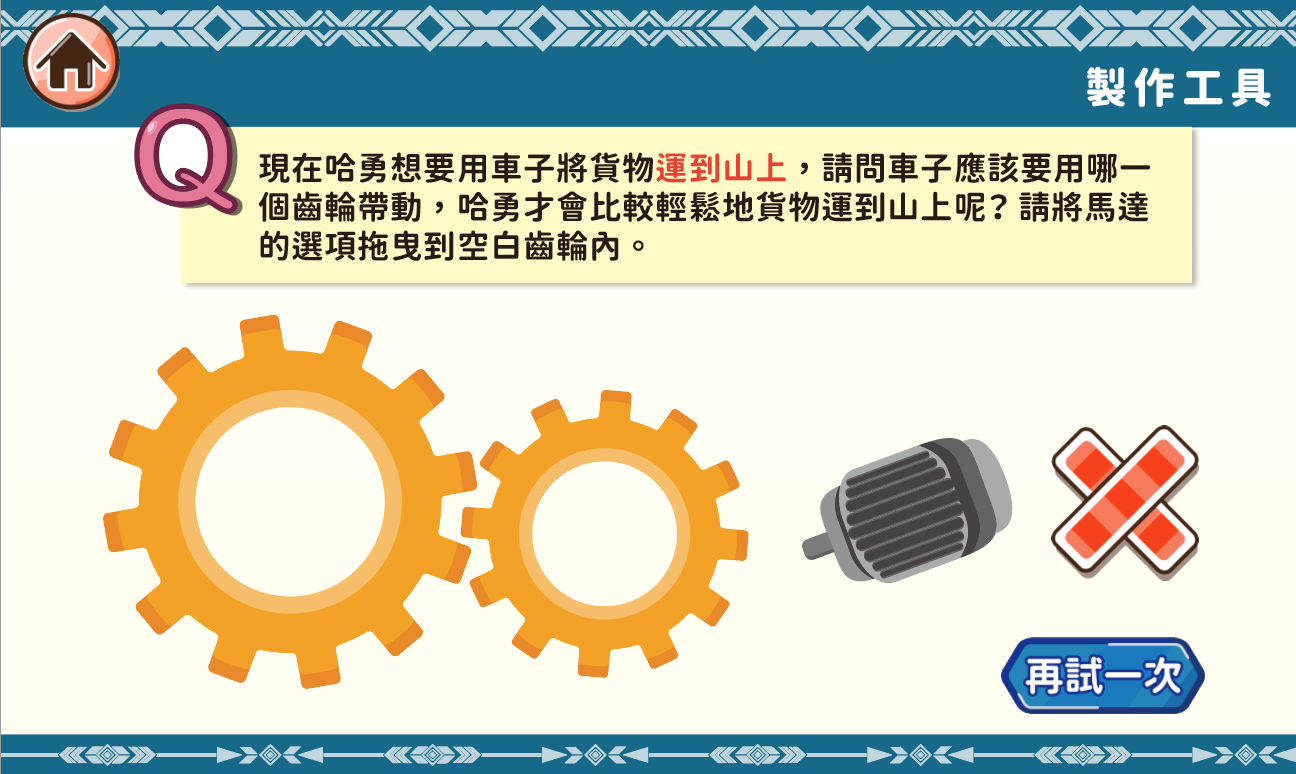 製作工具
Q
現在哈勇想要用車子將貨物運到山上，請問車子應該要用哪一
個齒輪帶動，哈勇才會比較輕鬆地貨物運到山上呢？請將馬達
的選項拖曳到空白齒輪內。
再試一次